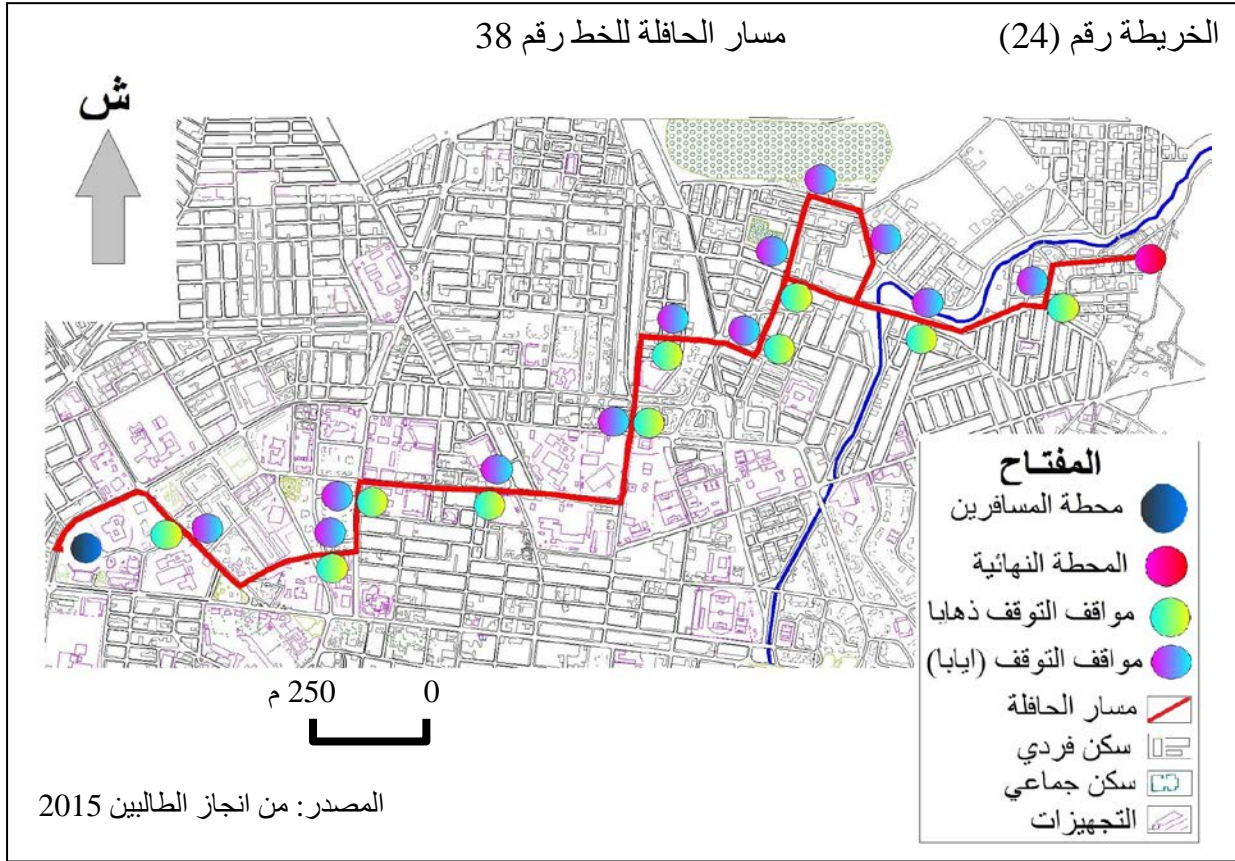 الخريطة رقم (24)
مسار الحافلة للخط رقم 38
ش
المفتاح
محطة المسافرين
المحطة النهائية
مواقف التوقف ذهابا
مواقف التوقف (ايابا)
مسار الحافلة
سكن فردي
سكن جماعي
التجهيزات
0
250 م
المصدر: من انجاز الطالبين 2015